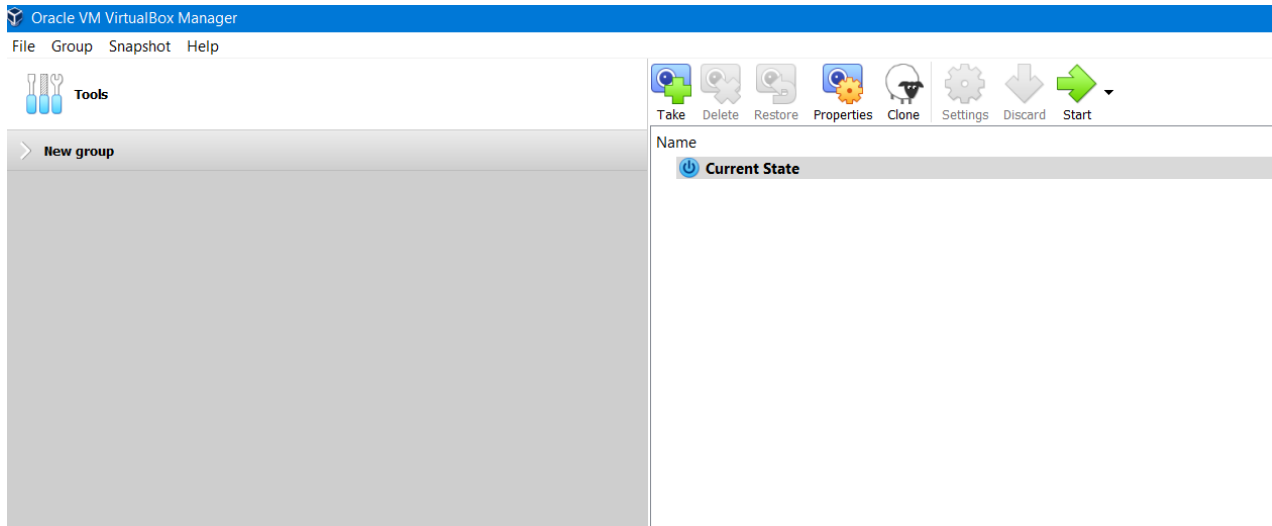 Oracle VM VirtualBox Manager
File Group Snapshot Help
Tools
New group
Take Delete Restore Properties Clone Settings Discard Start
Name
Current State